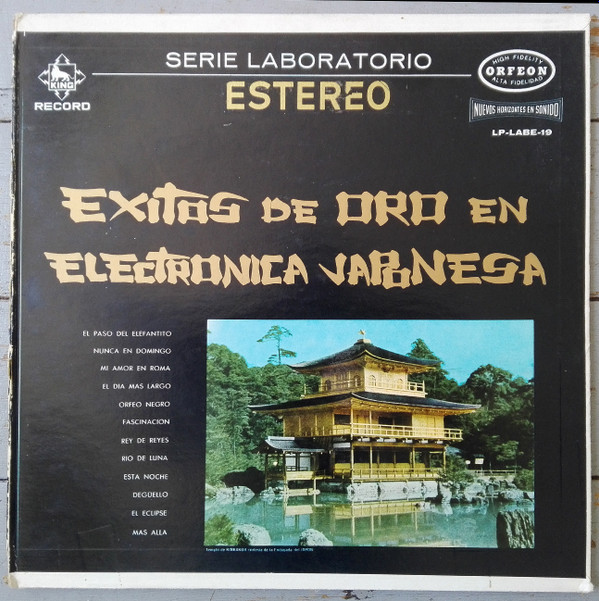 SERIE LABORATORIO
ESTEREO
KING
RECORD
HIGH FIDELITY
ORFEON
ALTA FIDELIDAD
NUEVOS HORIZONTES EN SONIDO
LP-LABE-19
EXITOS DE ORO EN
ELECTRONICA JAPONESA
EL PASO DEL ELEFANTITO
NUNCA EN DOMINGO
MI AMOR EN ROMA
EL DIA MAS LARGO
ORFEO NEGRO
FASCINACION
REY DE REYES
RIO DE LUNA
ESTA NOCHE
DEGÜELLO
EL ECLIPSE
MAS ALLA